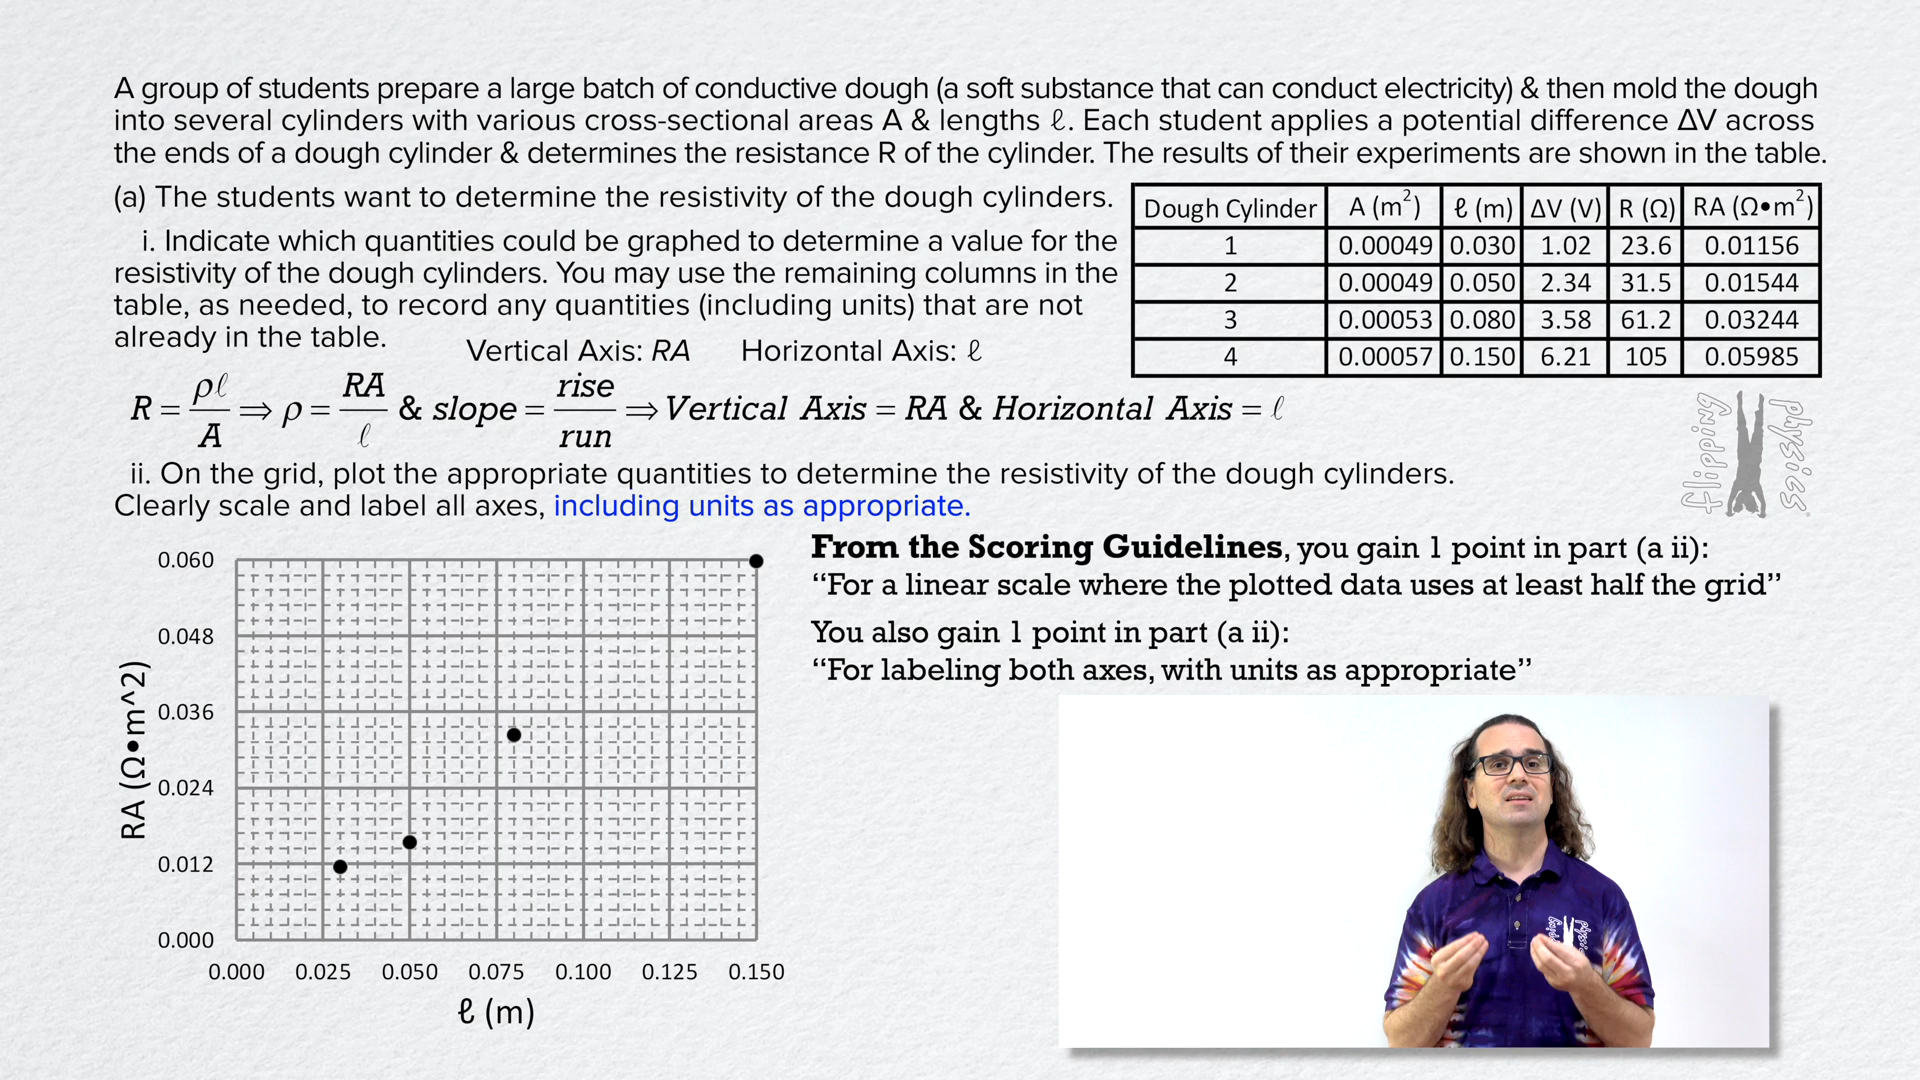 A group of students prepare a large batch of conductive dough (a soft substance that can conduct electricity) & then mold the dough
into several cylinders with various cross-sectional areas A & lengths ℓ. Each student applies a potential difference ΔV across
the ends of a dough cylinder & determines the resistance R of the cylinder. The results of their experiments are shown in the table.
(a) The students want to determine the resistivity of the dough cylinders.
i. Indicate which quantities could be graphed to determine a value for the
resistivity of the dough cylinders. You may use the remaining columns in the
table, as needed, to record any quantities (including units) that are not
already in the table.
Vertical Axis: RA Horizontal Axis: ℓ
Dough Cylinder A (m²) ℓ (m) ΔV (V) R (Ω) RA (Ω•m²)
1 0.00049 0.030 1.02 23.6 0.01156
2 0.00049 0.050 2.34 31.5 0.01544
3 0.00053 0.080 3.58 61.2 0.03244
4 0.00057 0.150 6.21 105 0.05985
R = ρℓ/A ⇒ ρ = RA/ℓ & slope = rise/run ⇒ Vertical Axis = RA & Horizontal Axis = ℓ
flipping physics
ii. On the grid, plot the appropriate quantities to determine the resistivity of the dough cylinders.
Clearly scale and label all axes, including units as appropriate.
RA (Ω•m^2)
0.060
0.048
0.036
0.024
0.012
0.000
0.000 0.025 0.050 0.075 0.100 0.125 0.150
ℓ (m)
From the Scoring Guidelines, you gain 1 point in part (a ii):
“For a linear scale where the plotted data uses at least half the grid”
You also gain 1 point in part (a ii):
“For labeling both axes, with units as appropriate”
flipping physics